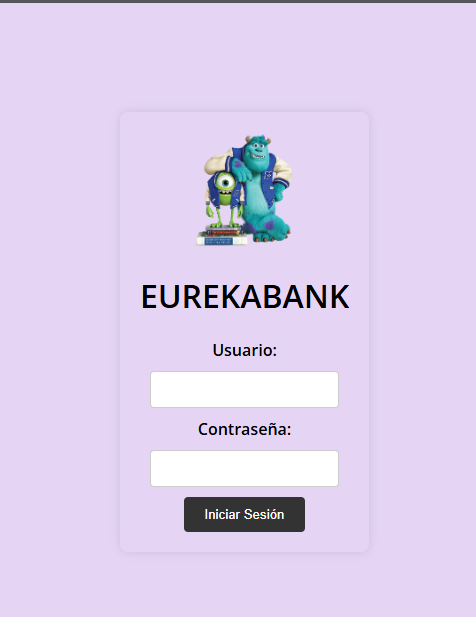 EUREKABANK
Usuario:
Contraseña:
Iniciar Sesión